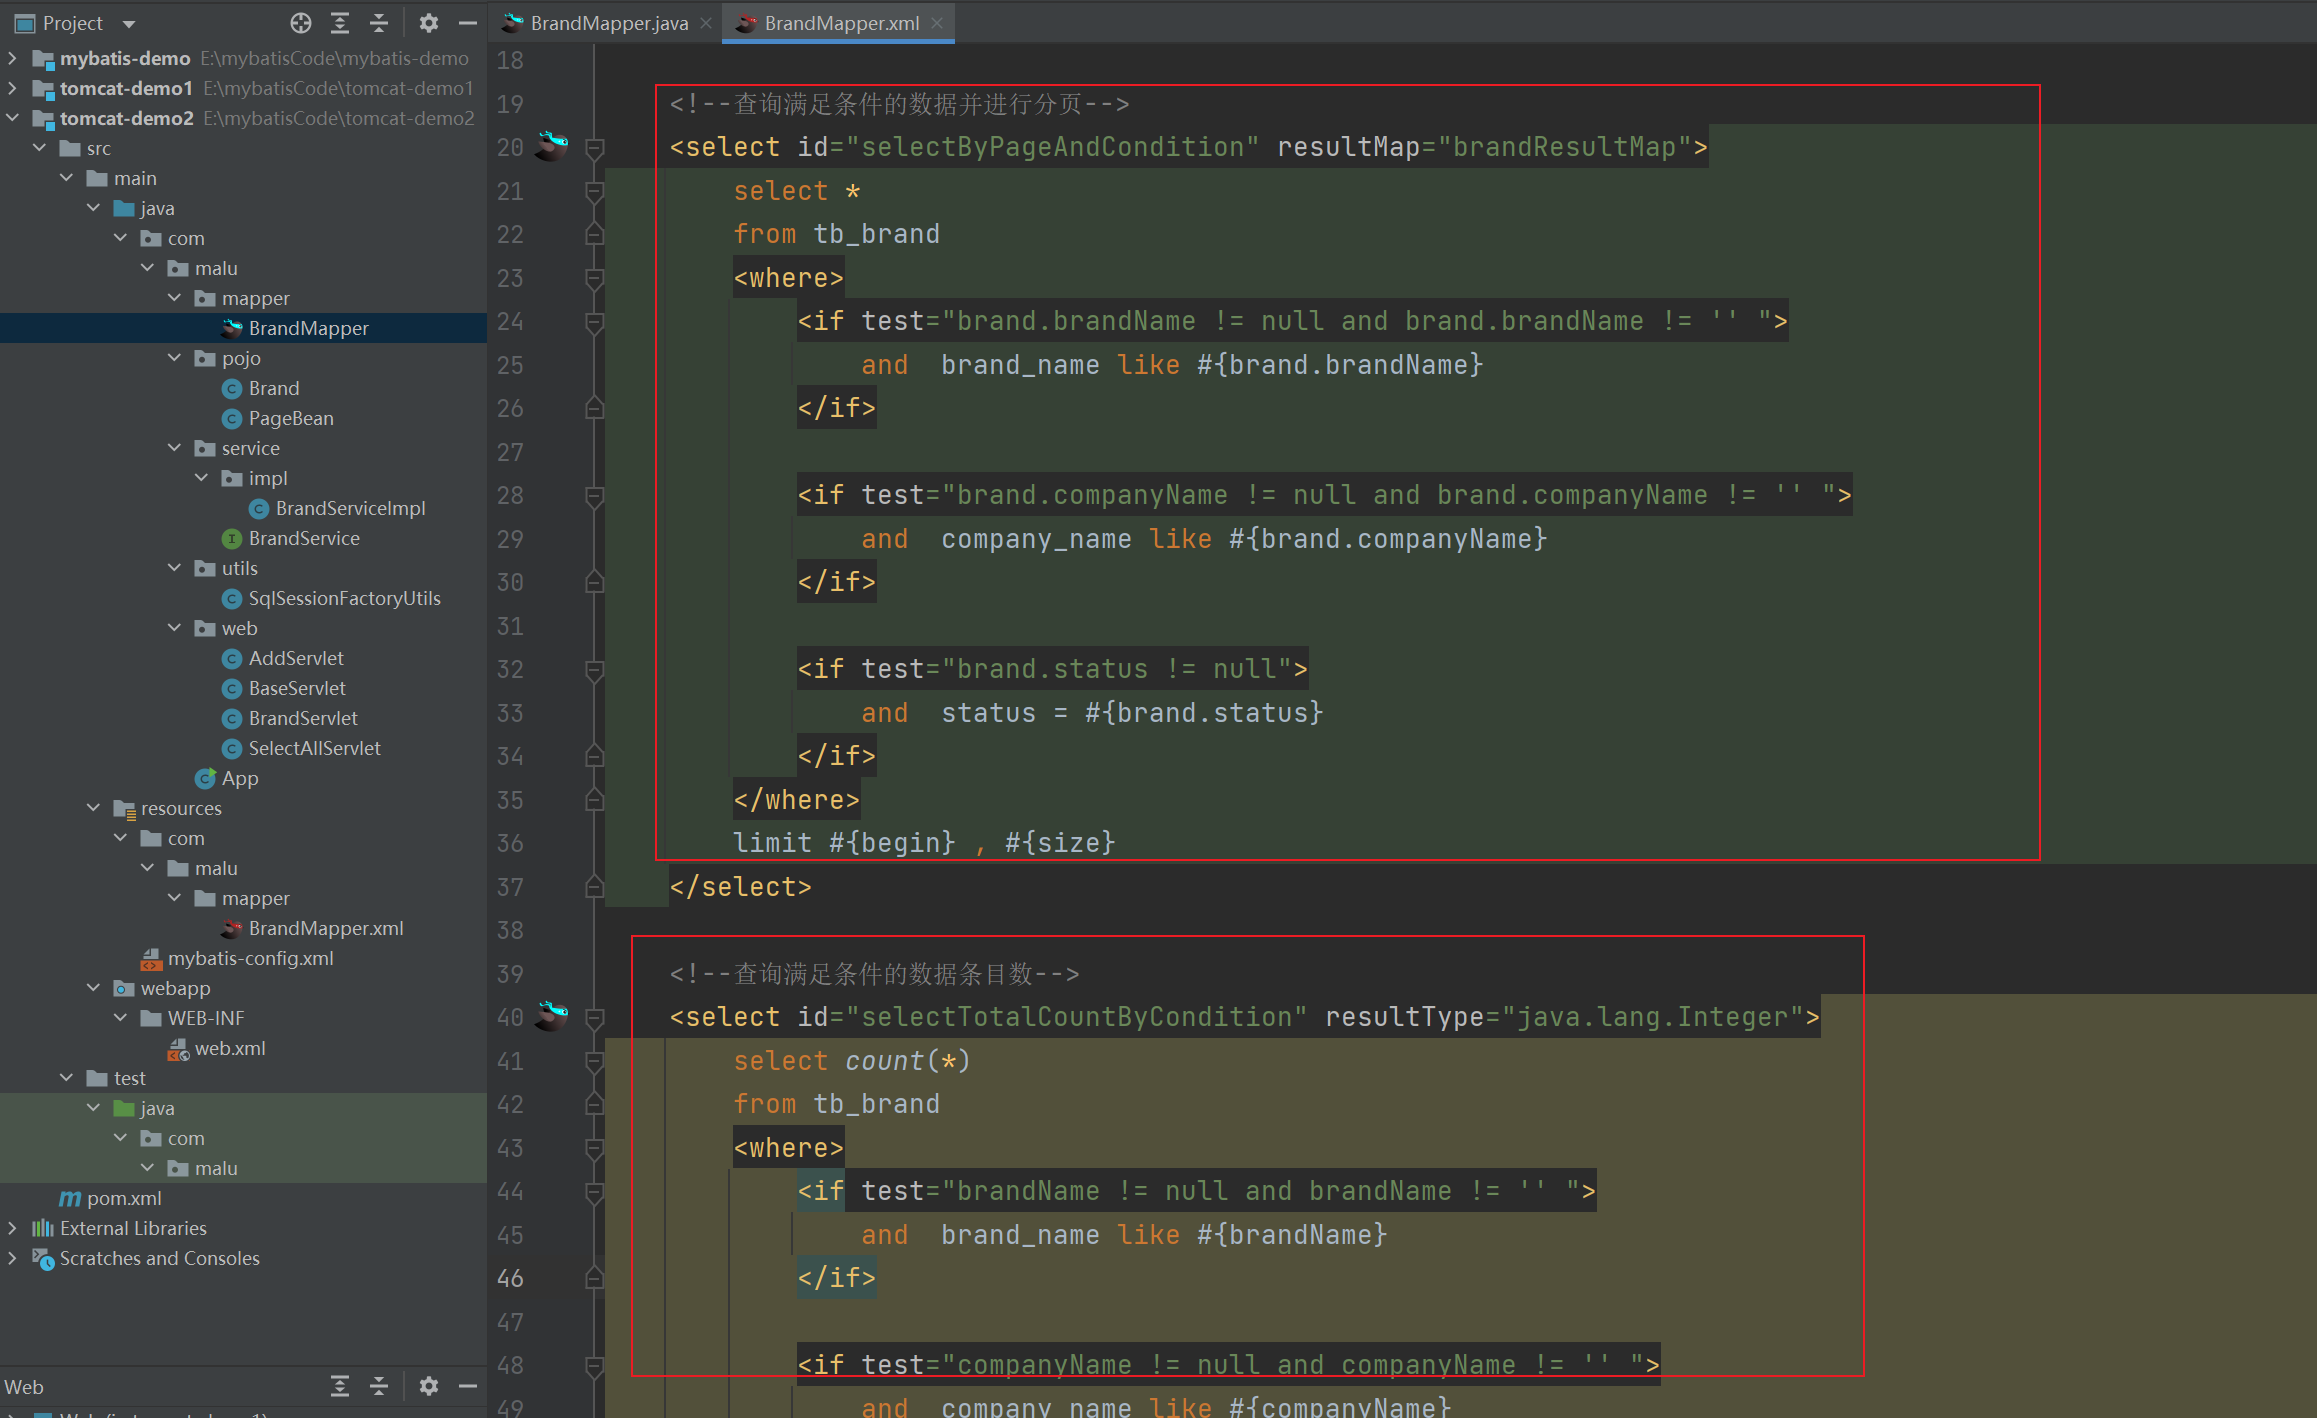 Project
mybatis-demo E:\mybatisCode\mybatis-demo
tomcat-demo1 E:\mybatisCode\tomcat-demo1
tomcat-demo2 E:\mybatisCode\tomcat-demo2
src
main
java
com
malu
mapper
BrandMapper
pojo
Brand
PageBean
service
impl
BrandServiceImpl
BrandService
utils
SqlSessionFactoryUtils
web
AddServlet
BaseServlet
BrandServlet
SelectAllServlet
App
resources
com
malu
mapper
BrandMapper.xml
mybatis-config.xml
webapp
WEB-INF
web.xml
test
java
com
malu
pom.xml
External Libraries
Scratches and Consoles
Web
BrandMapper.java BrandMapper.xml
18
19 <!--查询满足条件的数据并进行分页-->
20 <select id="selectByPageAndCondition" resultMap="brandResultMap">
21 select *
22 from tb_brand
23 <where>
24 <if test="brand.brandName != null and brand.brandName != '' ">
25 and  brand_name like #{brand.brandName}
26 </if>
27
28 <if test="brand.companyName != null and brand.companyName != '' ">
29 and  company_name like #{brand.companyName}
30 </if>
31
32 <if test="brand.status != null">
33 and  status = #{brand.status}
34 </if>
35 </where>
36 limit #{begin} , #{size}
37 </select>
38
39 <!--查询满足条件的数据条目数-->
40 <select id="selectTotalCountByCondition" resultType="java.lang.Integer">
41 select count(*)
42 from tb_brand
43 <where>
44 <if test="brandName != null and brandName != '' ">
45 and  brand_name like #{brandName}
46 </if>
47
48 <if test="companyName != null and companyName != '' ">
49 and  company_name like #{companyName}